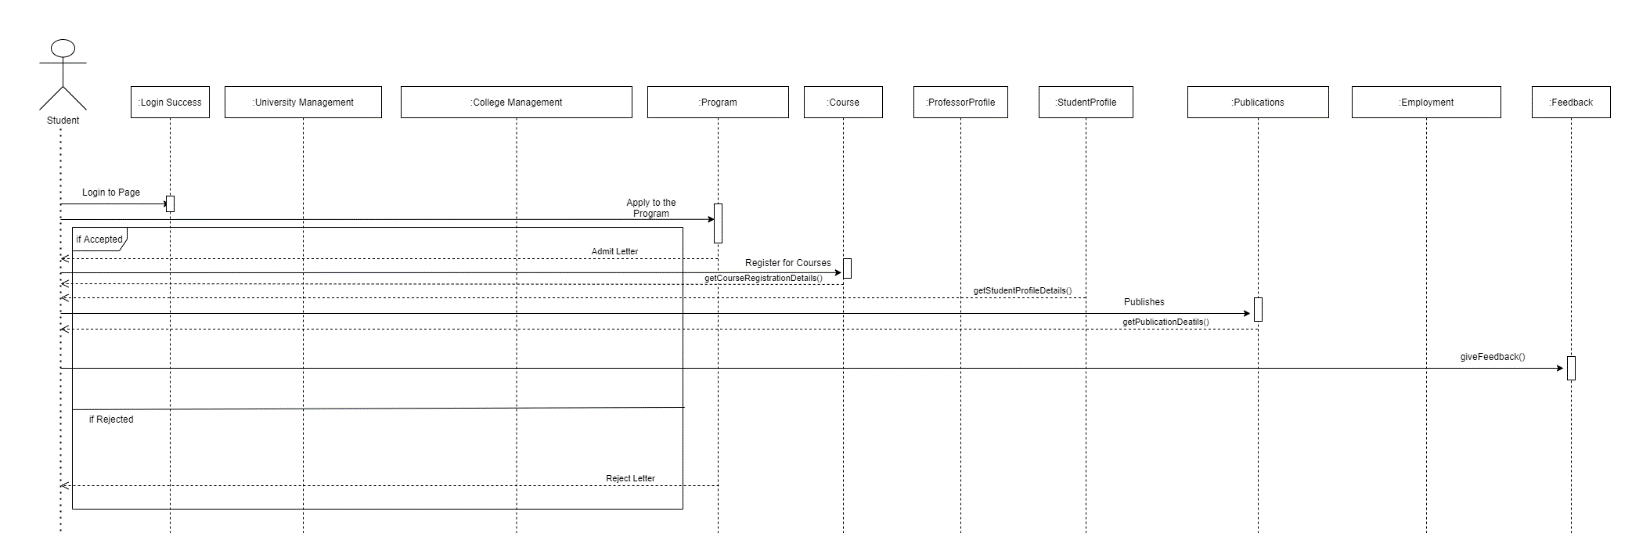 Student
:Login Success
:University Management
:College Management
:Program
:Course
:ProfessorProfile
:StudentProfile
:Publications
:Employment
:Feedback
Login to Page
Apply to the
Program
if Accepted
Admit Letter
Register for Courses
getCourseRegistrationDetails()
getStudentProfileDetails()
Publishes
getPublicationDeatils()
giveFeedback()
if Rejected
Reject Letter